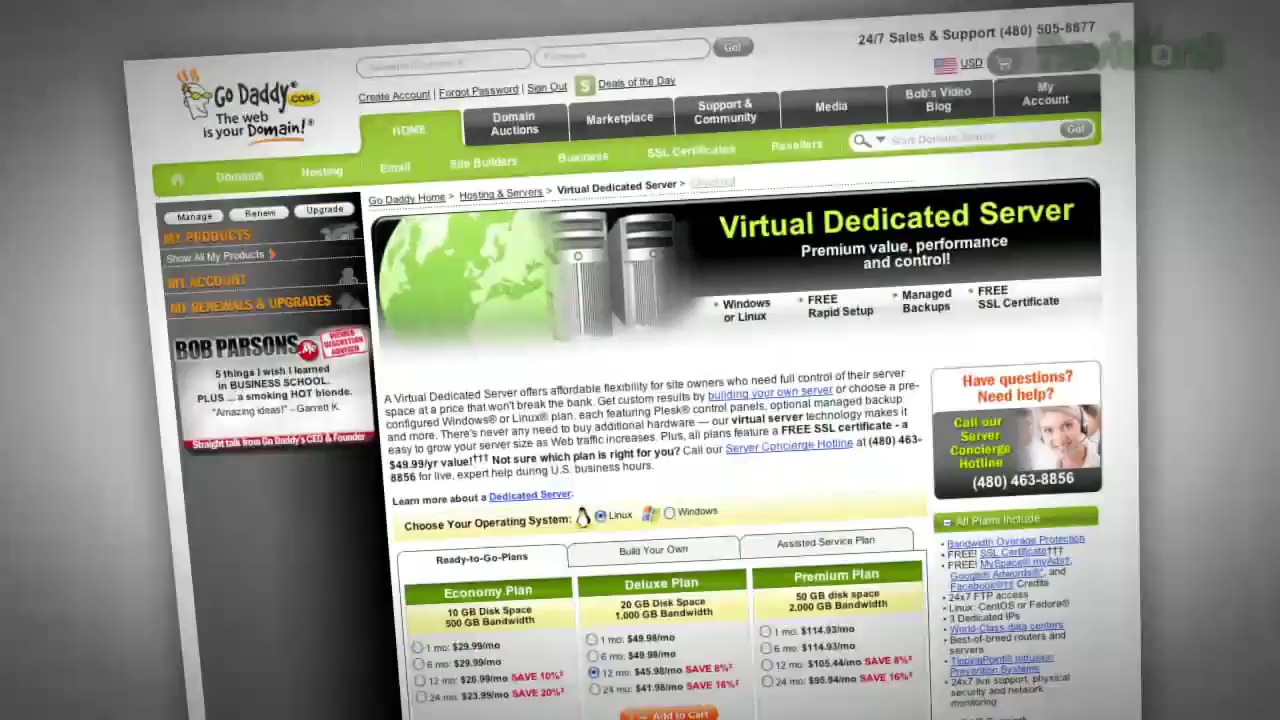 24/7 Sales & Support (480) 505-8877
Go!
USD
Go Daddy.COM
The web
is your Domain!®
Create Account | Forgot Password | Sign Out
$ Deals of the Day
HOME
Domain Auctions
Marketplace
Support & Community
Media
Bob's Video Blog
My Account
Domains
Hosting
Email
Site Builders
Business
SSL Certificates
Resellers
Start Domain Search
Go!
Manage
Renew
Upgrade
MY PRODUCTS
Show All My Products
MY ACCOUNT
MY RENEWALS & UPGRADES
BOB PARSONS.Me
VIEWER DISCRETION ADVISED
5 things I wish I learned
in BUSINESS SCHOOL.
PLUS ... a smoking HOT blonde.
"Amazing ideas!" – Garrett K.
Straight talk from Go Daddy's CEO & Founder
Go Daddy Home > Hosting & Servers > Virtual Dedicated Server >
Virtual Dedicated Server
Premium value, performance
and control!
• Windows or Linux
• FREE Rapid Setup
• Managed Backups
• FREE SSL Certificate
A Virtual Dedicated Server offers affordable flexibility for site owners who need full control of their server
space at a price that won't break the bank. Get custom results by building your own server or choose a pre-
configured Windows® or Linux® plan, each featuring Plesk® control panels, optional managed backup
and more. There's never any need to buy additional hardware — our virtual server technology makes it
easy to grow your server size as Web traffic increases. Plus, all plans feature a FREE SSL certificate - a
$49.99/yr value!††† Not sure which plan is right for you? Call our Server Concierge Hotline at (480) 463-
8856 for live, expert help during U.S. business hours.
Learn more about a Dedicated Server.
Choose Your Operating System: Linux Windows
Ready-to-Go-Plans
Build Your Own
Assisted Service Plan
Economy Plan
10 GB Disk Space
500 GB Bandwidth
1 mo: $29.99/mo
6 mo: $29.99/mo
12 mo: $26.99/mo SAVE 10%‡
24 mo: $23.99/mo SAVE 20%‡
Deluxe Plan
20 GB Disk Space
1,000 GB Bandwidth
1 mo: $49.98/mo
6 mo: $49.98/mo
12 mo: $45.98/mo SAVE 8%‡
24 mo: $41.98/mo SAVE 16%‡
Add to Cart
Premium Plan
50 GB disk space
2,000 GB Bandwidth
1 mo: $114.93/mo
6 mo: $114.93/mo
12 mo: $105.44/mo SAVE 8%‡
24 mo: $95.94/mo SAVE 16%‡
Have questions?
Need help?
Call our
Server
Concierge
Hotline
(480) 463-8856
All Plans Include
• Bandwidth Overage Protection
• FREE! SSL Certificate†††
• FREE! MySpace® myAds†,
Google® Adwords®*, and
Facebook®‡‡ Credits
• 24x7 FTP access
• Linux: CentOS or Fedora®
• 3 Dedicated IPs
• World-Class data centers
• Best-of-breed routers and
servers
• TippingPoint® Intrusion
Prevention Systems
• 24x7 live support, physical
security and network
monitoring